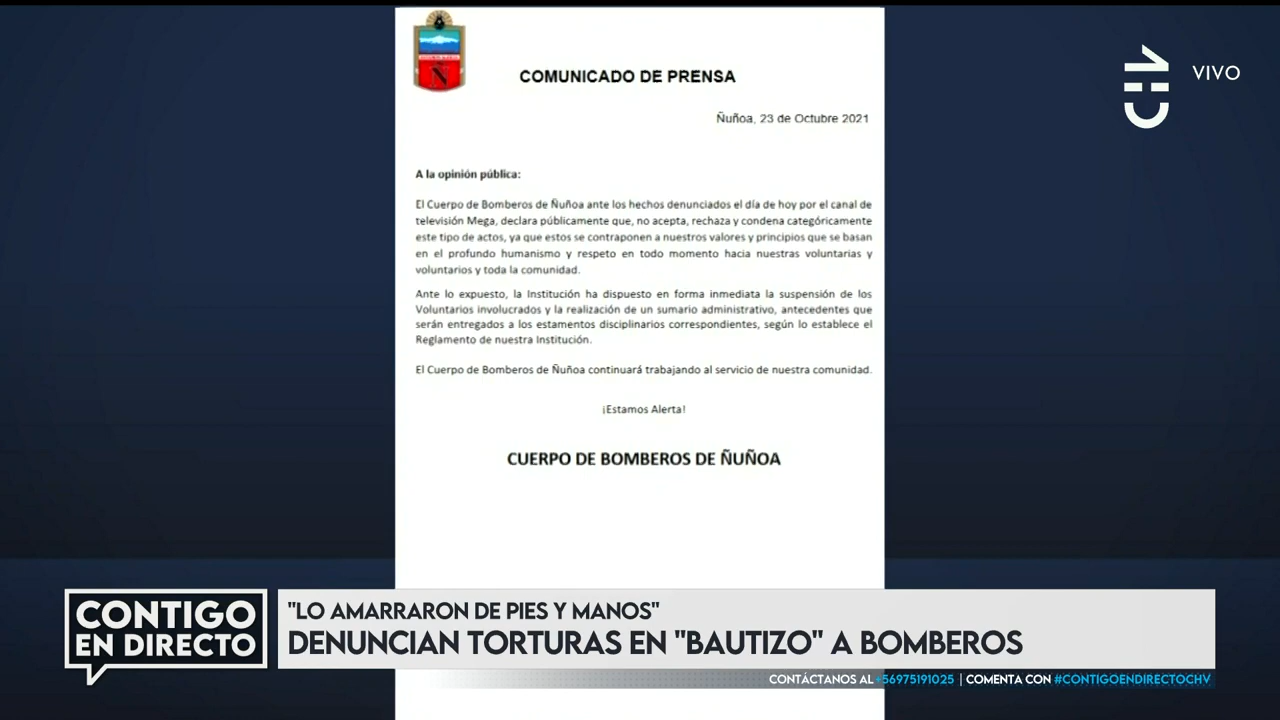 COMUNICADO DE PRENSA
Ñuñoa, 23 de Octubre 2021
A la opinión pública:
El Cuerpo de Bomberos de Ñuñoa ante los hechos denunciados el día de hoy por el canal de
televisión Mega, declara públicamente que, no acepta, rechaza y condena categóricamente
este tipo de actos, ya que estos se contraponen a nuestros valores y principios que se basan
en el profundo humanismo y respeto en todo momento hacia nuestras voluntarias y
voluntarios y toda la comunidad.
Ante lo expuesto, la Institución ha dispuesto en forma inmediata la suspensión de los
Voluntarios involucrados y la realización de un sumario administrativo, antecedentes que
serán entregados a los estamentos disciplinarios correspondientes, según lo establece el
Reglamento de nuestra Institución.
El Cuerpo de Bomberos de Ñuñoa continuará trabajando al servicio de nuestra comunidad.
¡Estamos Alerta!
CUERPO DE BOMBEROS DE ÑUÑOA
CHV
VIVO
CONTIGO
EN DIRECTO
"LO AMARRARON DE PIES Y MANOS"
DENUNCIAN TORTURAS EN "BAUTIZO" A BOMBEROS
CONTÁCTANOS AL +56975191025 | COMENTA CON #CONTIGOENDIRECTOCHV